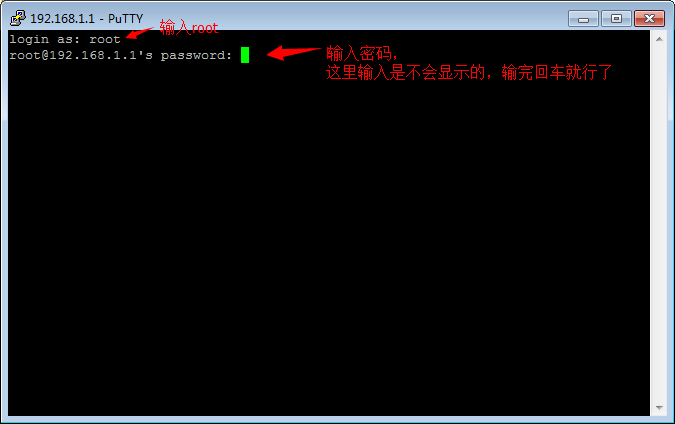 192.168.1.1 - PuTTY
login as: root
输入root
root@192.168.1.1's password:
输入密码,
这里输入是不会显示的，输完回车就行了